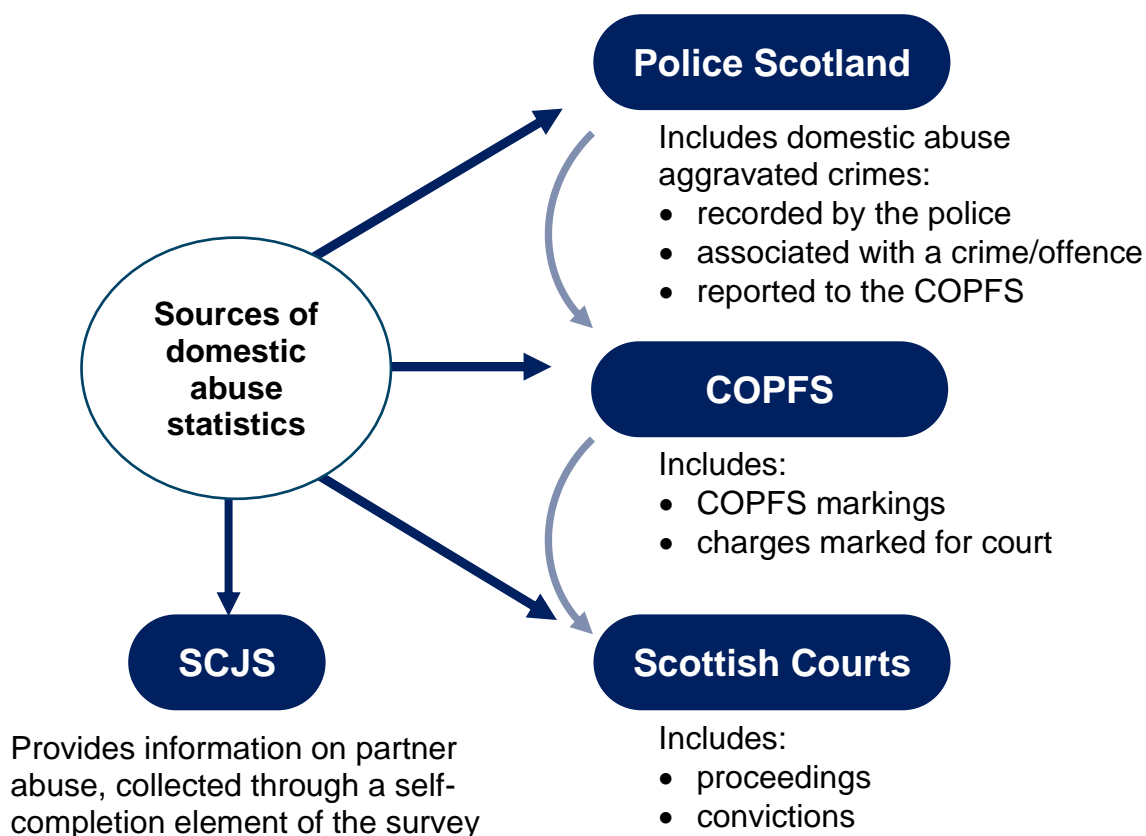 Police Scotland
Includes domestic abuse
aggravated crimes:
• recorded by the police
• associated with a crime/offence
• reported to the COPFS
Sources of
domestic
abuse
statistics
COPFS
Includes:
• COPFS markings
• charges marked for court
SCJS
Provides information on partner
abuse, collected through a self-
completion element of the survey
Scottish Courts
Includes:
• proceedings
• convictions